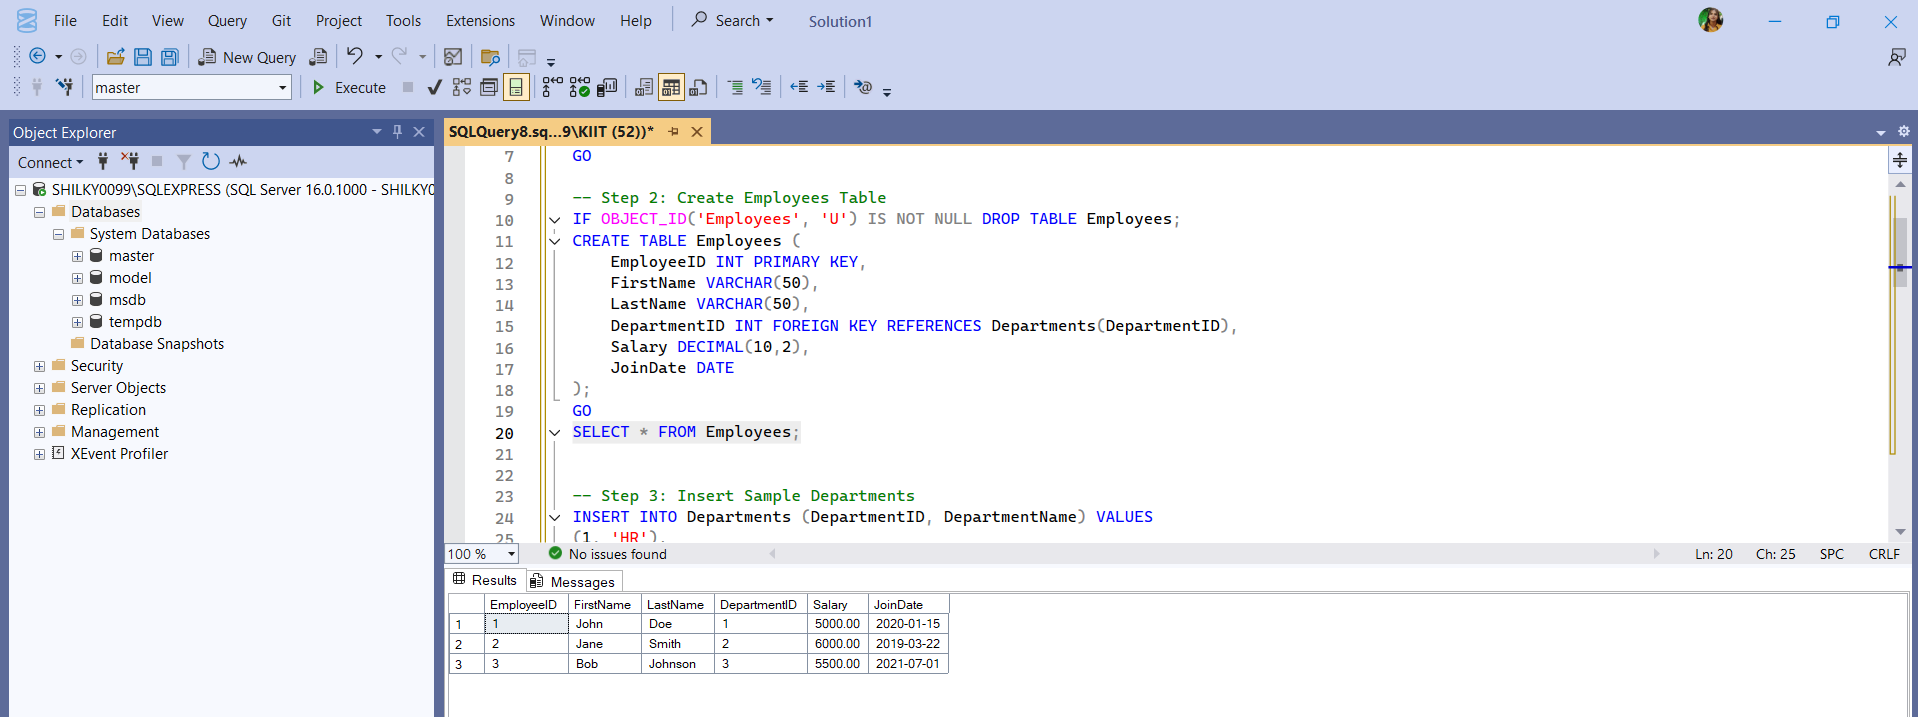 File Edit View Query Git Project Tools Extensions Window Help Search Solution1
New Query
master Execute
Object Explorer
Connect
SHILKY0099\SQLEXPRESS (SQL Server 16.0.1000 - SHILKY0
Databases
System Databases
master
model
msdb
tempdb
Database Snapshots
Security
Server Objects
Replication
Management
XEvent Profiler
SQLQuery8.sq...9\KIIT (52))*
7 GO
8
9 -- Step 2: Create Employees Table
10 IF OBJECT_ID('Employees', 'U') IS NOT NULL DROP TABLE Employees;
11 CREATE TABLE Employees (
12 EmployeeID INT PRIMARY KEY,
13 FirstName VARCHAR(50),
14 LastName VARCHAR(50),
15 DepartmentID INT FOREIGN KEY REFERENCES Departments(DepartmentID),
16 Salary DECIMAL(10,2),
17 JoinDate DATE
18 );
19 GO
20 SELECT * FROM Employees;
21
22
23 -- Step 3: Insert Sample Departments
24 INSERT INTO Departments (DepartmentID, DepartmentName) VALUES
25 (1, 'HR'),
100 % No issues found Ln: 20 Ch: 25 SPC CRLF
Results Messages
EmployeeID FirstName LastName DepartmentID Salary JoinDate
1 1 John Doe 1 5000.00 2020-01-15
2 2 Jane Smith 2 6000.00 2019-03-22
3 3 Bob Johnson 3 5500.00 2021-07-01